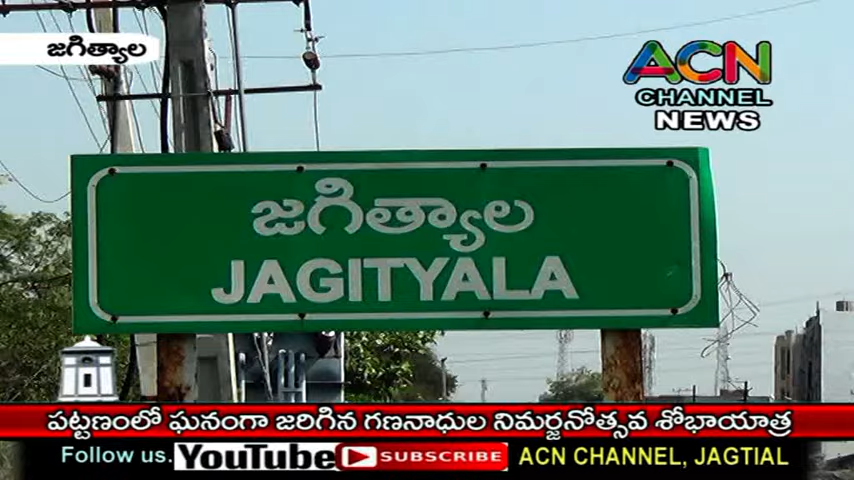 జగిత్యాల
ACN
CHANNEL
NEWS
జగిత్యాల
JAGITYALA
పట్టణంలో ఘనంగా జరిగిన గణనాధుల నిమర్జనోత్సవ శోభాయాత్ర
Follow us. YouTube SUBSCRIBE ACN CHANNEL, JAGTIAL